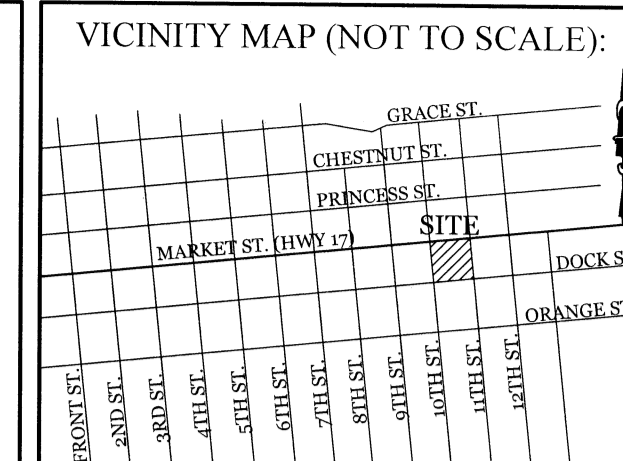 VICINITY MAP (NOT TO SCALE):
GRACE ST.
CHESTNUT ST.
PRINCESS ST.
SITE
MARKET ST. (HWY 17)
DOCK S
ORANGE ST
FRONT ST.
2ND ST.
3RD ST.
4TH ST.
5TH ST.
6TH ST.
7TH ST.
8TH ST.
9TH ST.
10TH ST.
11TH ST.
12TH ST.